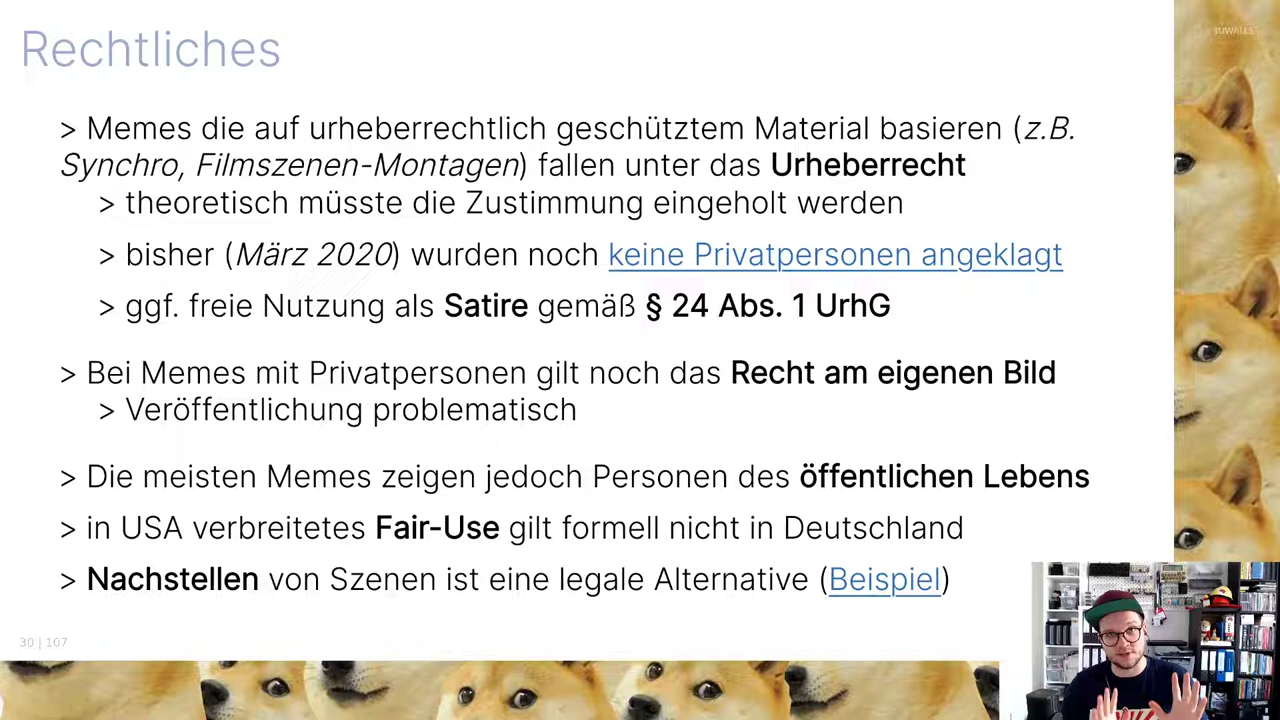 Rechtliches
> Memes die auf urheberrechtlich geschütztem Material basieren (z.B.
Synchro, Filmszenen-Montagen) fallen unter das Urheberrecht
> theoretisch müsste die Zustimmung eingeholt werden
> bisher (März 2020) wurden noch keine Privatpersonen angeklagt
> ggf. freie Nutzung als Satire gemäß § 24 Abs. 1 UrhG
> Bei Memes mit Privatpersonen gilt noch das Recht am eigenen Bild
> Veröffentlichung problematisch
> Die meisten Memes zeigen jedoch Personen des öffentlichen Lebens
> in USA verbreitetes Fair-Use gilt formell nicht in Deutschland
> Nachstellen von Szenen ist eine legale Alternative (Beispiel)
30 | 107